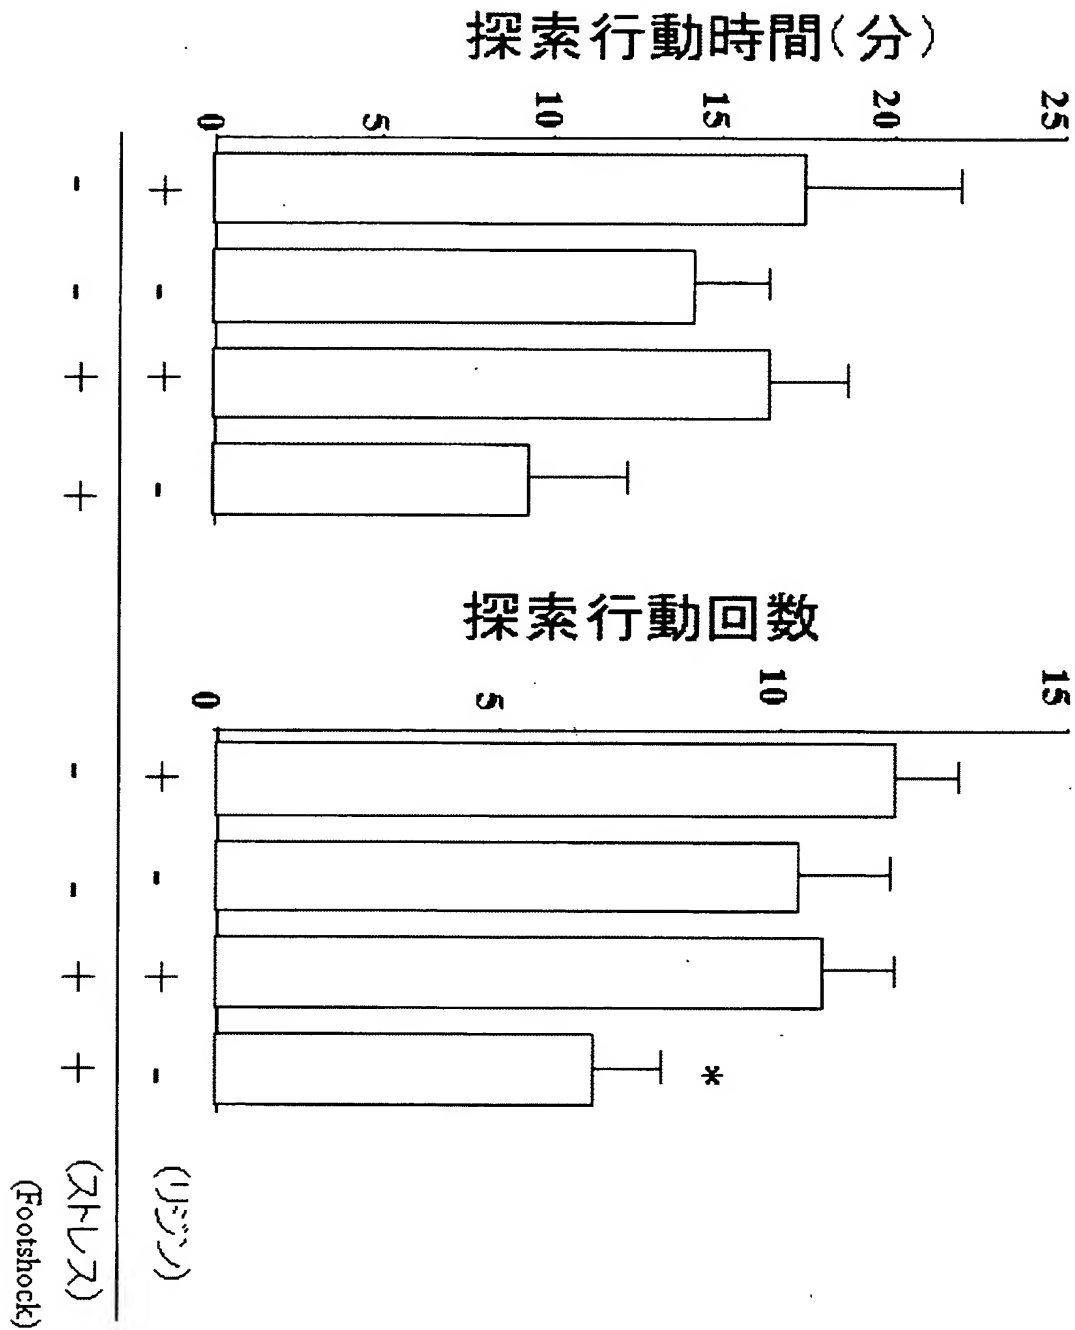 探索行動時間(分)
0 5 10 15 20 25
+ - + -
- - + +
探索行動回数
0 5 10 15
*
+ - + - (リジン)
- - + + (ストレス)
(Footshock)